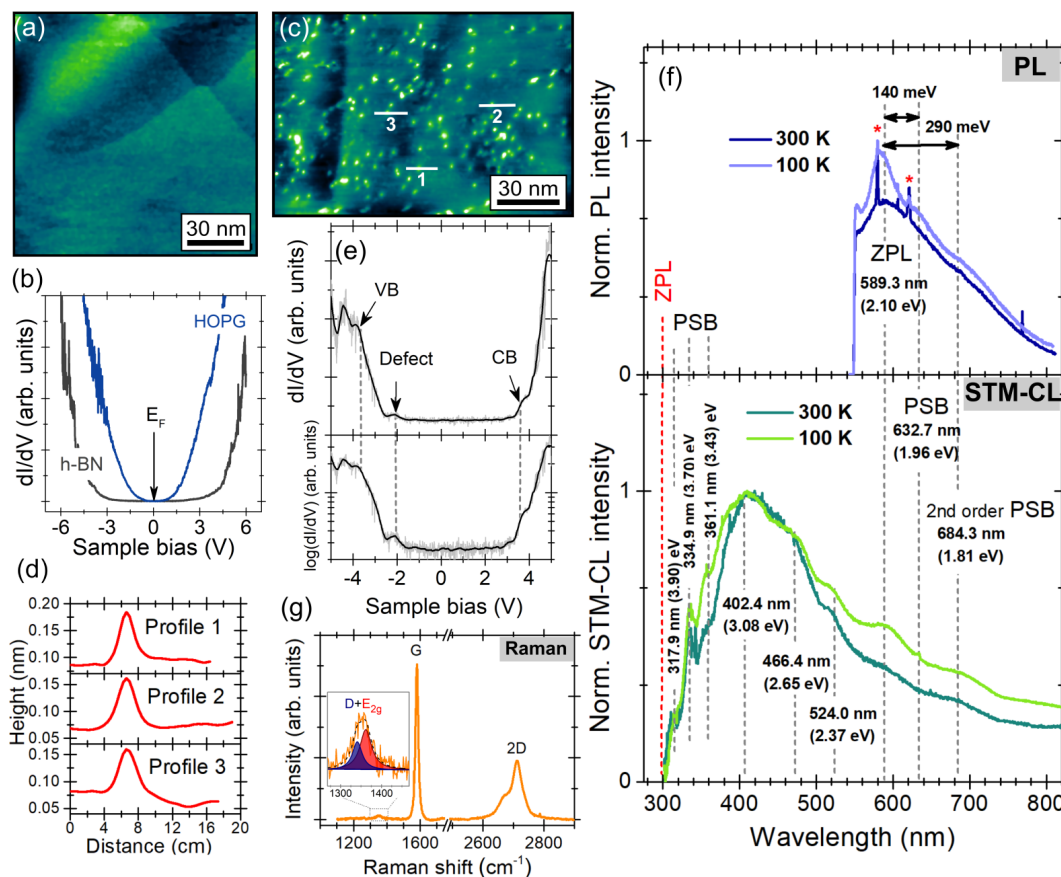 (a)
30 nm
(c)
1
2
3
30 nm
(b)
dI/dV (arb. units)
HOPG
E_F
h-BN
-6 -3 0 3 6
Sample bias (V)
(e)
dI/dV (arb. units)
VB
Defect
CB
log(dI/dV) (arb. units)
-4 -2 0 2 4
Sample bias (V)
(d)
Height (nm)
0.20
0.15
0.10
Profile 1
0.15
0.10
0.05
Profile 2
0.15
0.10
0.05
Profile 3
0 4 8 12 16 19
Distance (cm)
(g)
Raman
Intensity (arb. units)
G
2D
D+E2g
1300 1400
1200 1600 2600 2800
Raman shift (cm-1)
(f)
PL
Norm. PL intensity
1
0
300 K
100 K
140 meV
290 meV
*
*
ZPL
589.3 nm
(2.10 eV)
ZPL
PSB
STM-CL
Norm. STM-CL intensity
1
0
300 K
100 K
317.9 nm (3.90) eV
334.9 nm (3.70) eV
361.1 nm (3.43) eV
402.4 nm
(3.08 eV)
466.4 nm
(2.65 eV)
524.0 nm
(2.37 eV)
PSB
632.7 nm
(1.96 eV)
2nd order PSB
684.3 nm
(1.81 eV)
300 400 500 600 700 800
Wavelength (nm)